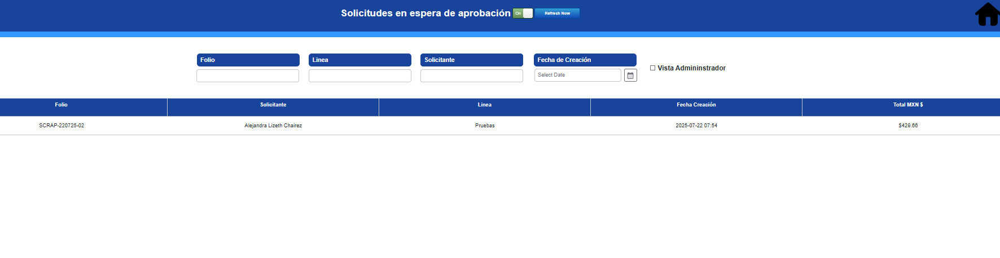 Solicitudes en espera de aprobación On Refresh Now
Folio Linea Solicitante Fecha de Creación
Select Date
Vista Admininstrador
Folio Solicitante Linea Fecha Creación Total MXN $
SCRAP-220725-02 Alejandra Lizeth Chairez Pruebas 2025-07-22 07:54 $429.66